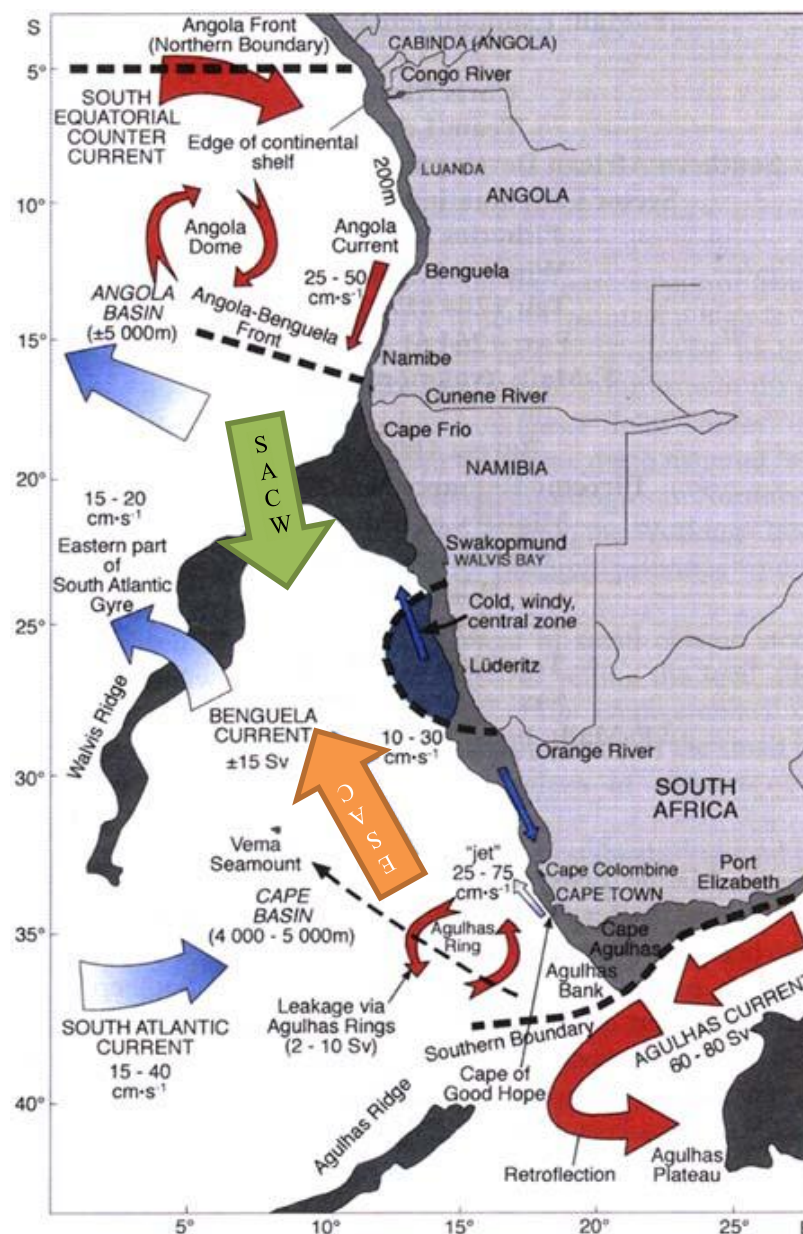 S
Angola Front
(Northern Boundary)
CABINDA (ANGOLA)
Congo River
5°
SOUTH
EQUATORIAL
COUNTER
CURRENT
Edge of continental
shelf
200m
LUANDA
ANGOLA
10°
Angola
Dome
Angola
Current
25 - 50
cm·s⁻¹
Benguela
ANGOLA
BASIN
(±5 000m)
Angola-Benguela
Front
15°
Namibe
Cunene River
Cape Frio
SACW
NAMIBIA
20°
15 - 20
cm·s⁻¹
Eastern part
of
South Atlantic
Gyre
Swakopmund
WALVIS BAY
Cold, windy,
central zone
25°
Lüderitz
Walvis Ridge
BENGUELA
CURRENT
±15 Sv
10 - 30
cm·s⁻¹
Orange River
30°
ESAC
SOUTH
AFRICA
Vema
Seamount
"jet"
25 - 75
cm·s⁻¹
Cape Colombine
CAPE TOWN
Port
Elizabeth
CAPE
BASIN
(4 000 - 5 000m)
35°
Agulhas
Ring
Cape
Agulhas
Agulhas
Bank
Leakage via
Agulhas Rings
(2 - 10 Sv)
SOUTH ATLANTIC
CURRENT
15 - 40
cm·s⁻¹
Southern Boundary
AGULHAS CURRENT
60 - 80 Sv
Cape of
Good Hope
40°
Agulhas Ridge
Retroflection
Agulhas
Plateau
5°
10°
15°
20°
25°